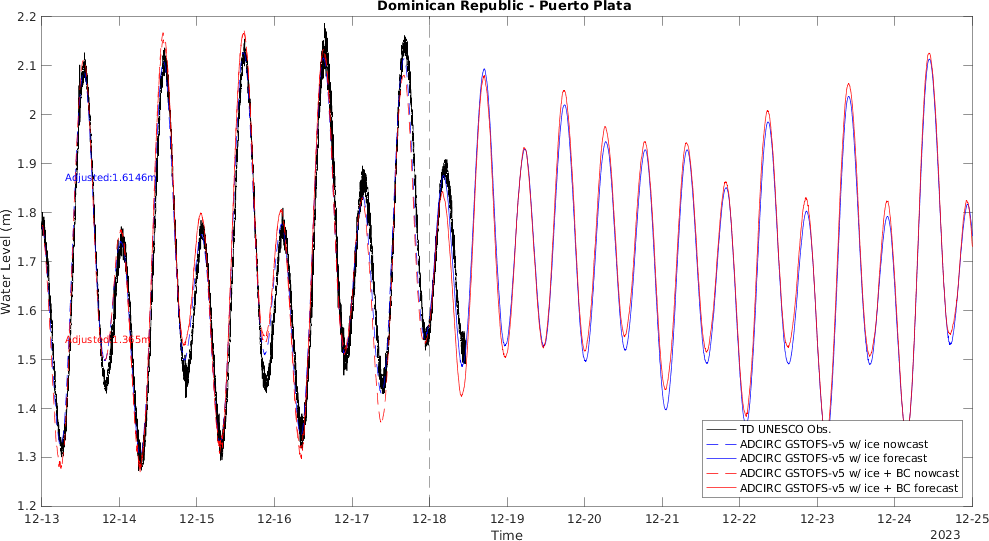 Dominican Republic - Puerto Plata
2.2
2.1
2
1.9
1.8
1.7
1.6
1.5
1.4
1.3
1.2
Water Level (m)
Adjusted:1.6146m
Adjusted:1.365m
TD UNESCO Obs.
ADCIRC GSTOFS-v5 w/ ice nowcast
ADCIRC GSTOFS-v5 w/ ice forecast
ADCIRC GSTOFS-v5 w/ ice + BC nowcast
ADCIRC GSTOFS-v5 w/ ice + BC forecast
12-13 12-14 12-15 12-16 12-17 12-18 12-19 12-20 12-21 12-22 12-23 12-24 12-25
Time
2023